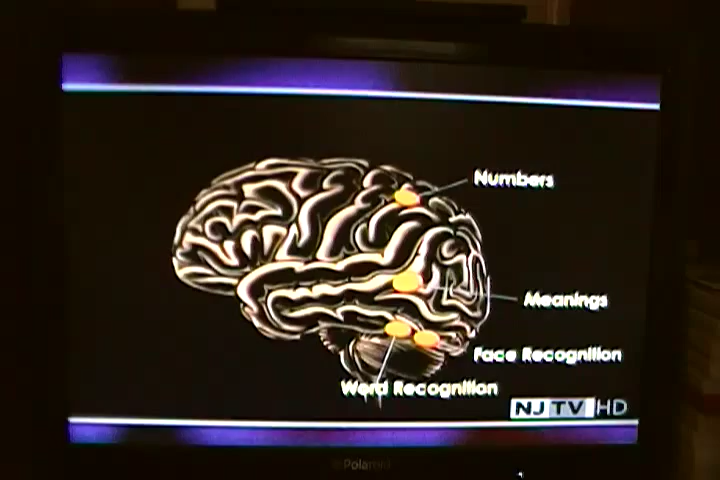 Numbers
Meanings
Face Recognition
Word Recognition
NJ TV HD
Polaroid